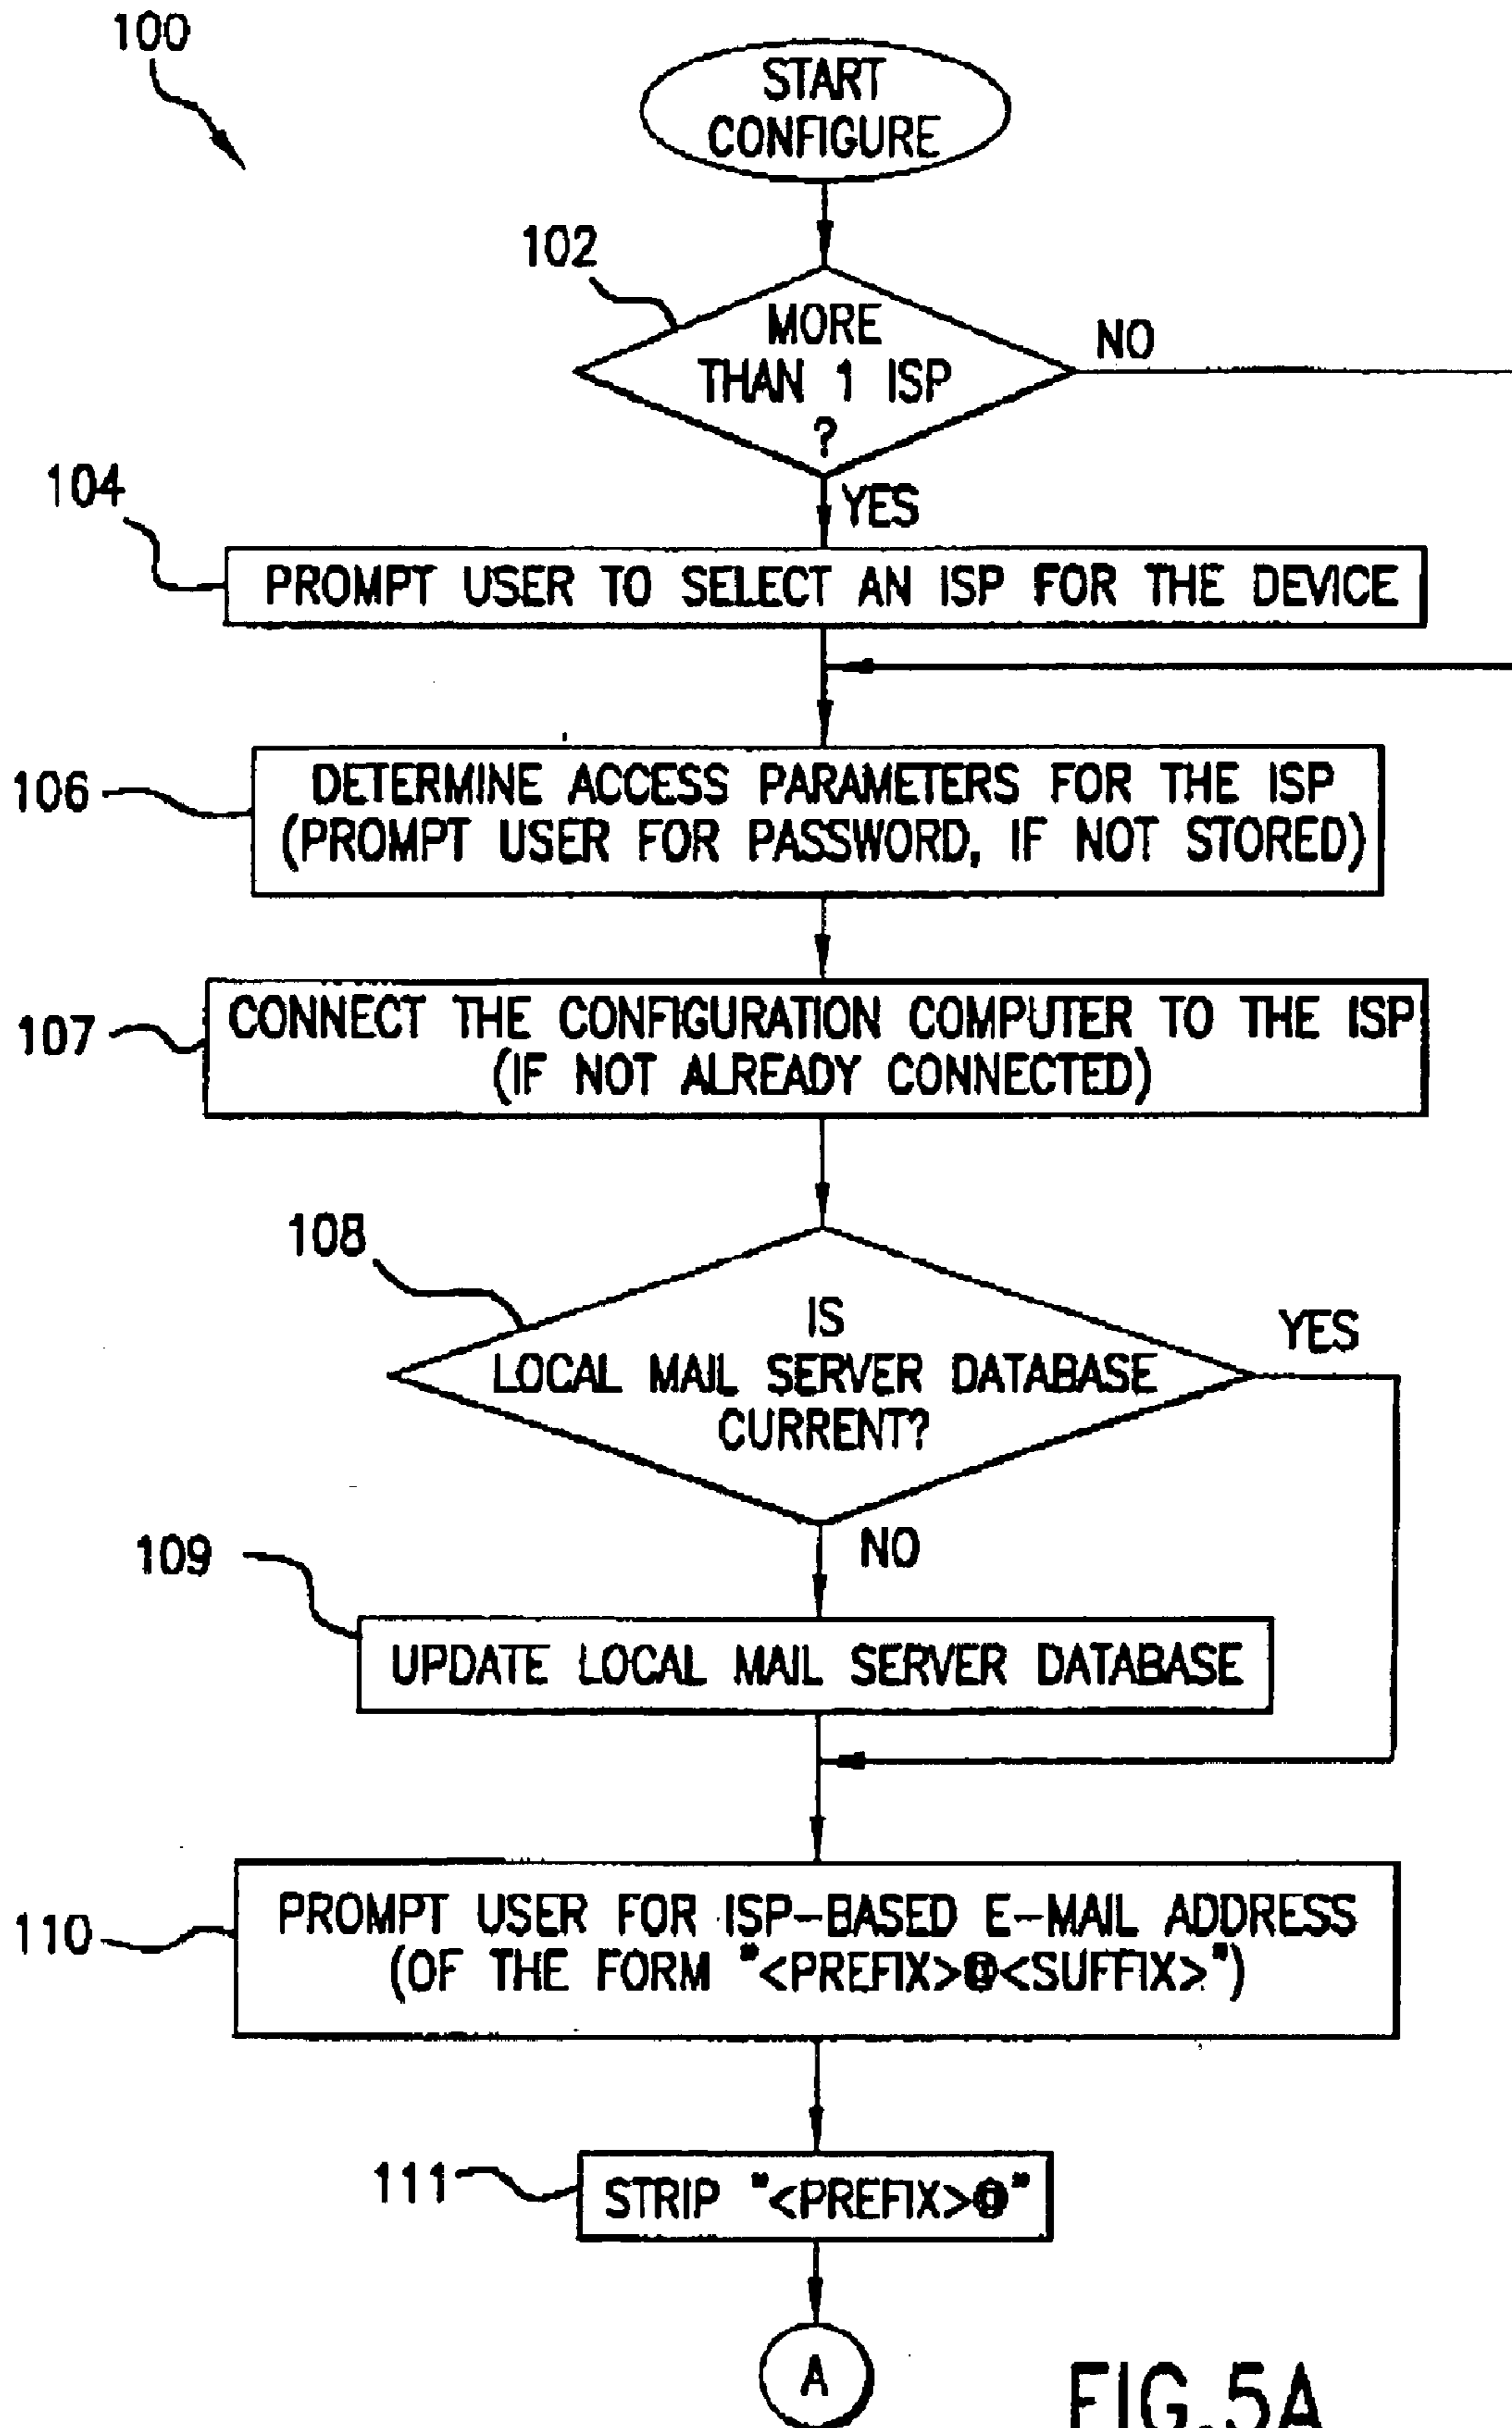 100
START
CONFIGURE
102
MORE
THAN 1 ISP
?
NO
YES
104
PROMPT USER TO SELECT AN ISP FOR THE DEVICE
106
DETERMINE ACCESS PARAMETERS FOR THE ISP
(PROMPT USER FOR PASSWORD, IF NOT STORED)
107
CONNECT THE CONFIGURATION COMPUTER TO THE ISP
(IF NOT ALREADY CONNECTED)
108
IS
LOCAL MAIL SERVER DATABASE
CURRENT?
YES
NO
109
UPDATE LOCAL MAIL SERVER DATABASE
110
PROMPT USER FOR ISP-BASED E-MAIL ADDRESS
(OF THE FORM "<PREFIX>@<SUFFIX>")
111
STRIP "<PREFIX>@"
A
FIG.5A